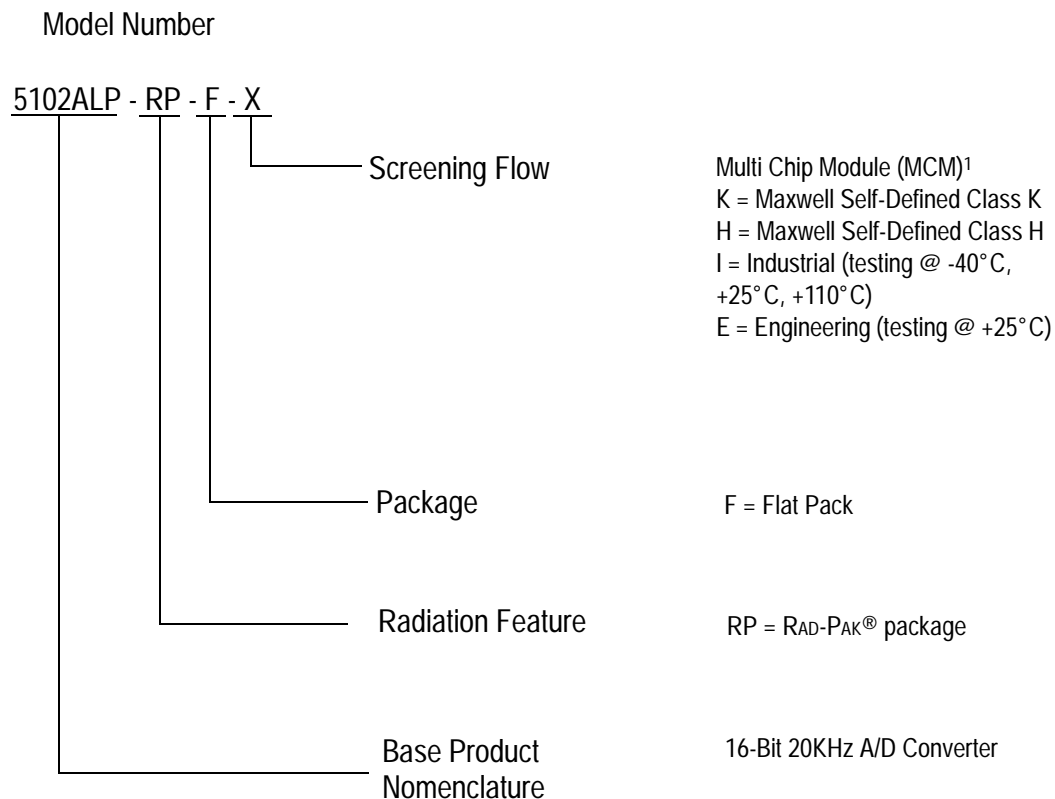 Model Number
5102ALP - RP - F - X
Screening Flow
Multi Chip Module (MCM)1
K = Maxwell Self-Defined Class K
H = Maxwell Self-Defined Class H
I = Industrial (testing @ -40°C,
+25°C, +110°C)
E = Engineering (testing @ +25°C)
Package
F = Flat Pack
Radiation Feature
RP = RAD-PAK® package
Base Product
Nomenclature
16-Bit 20KHz A/D Converter